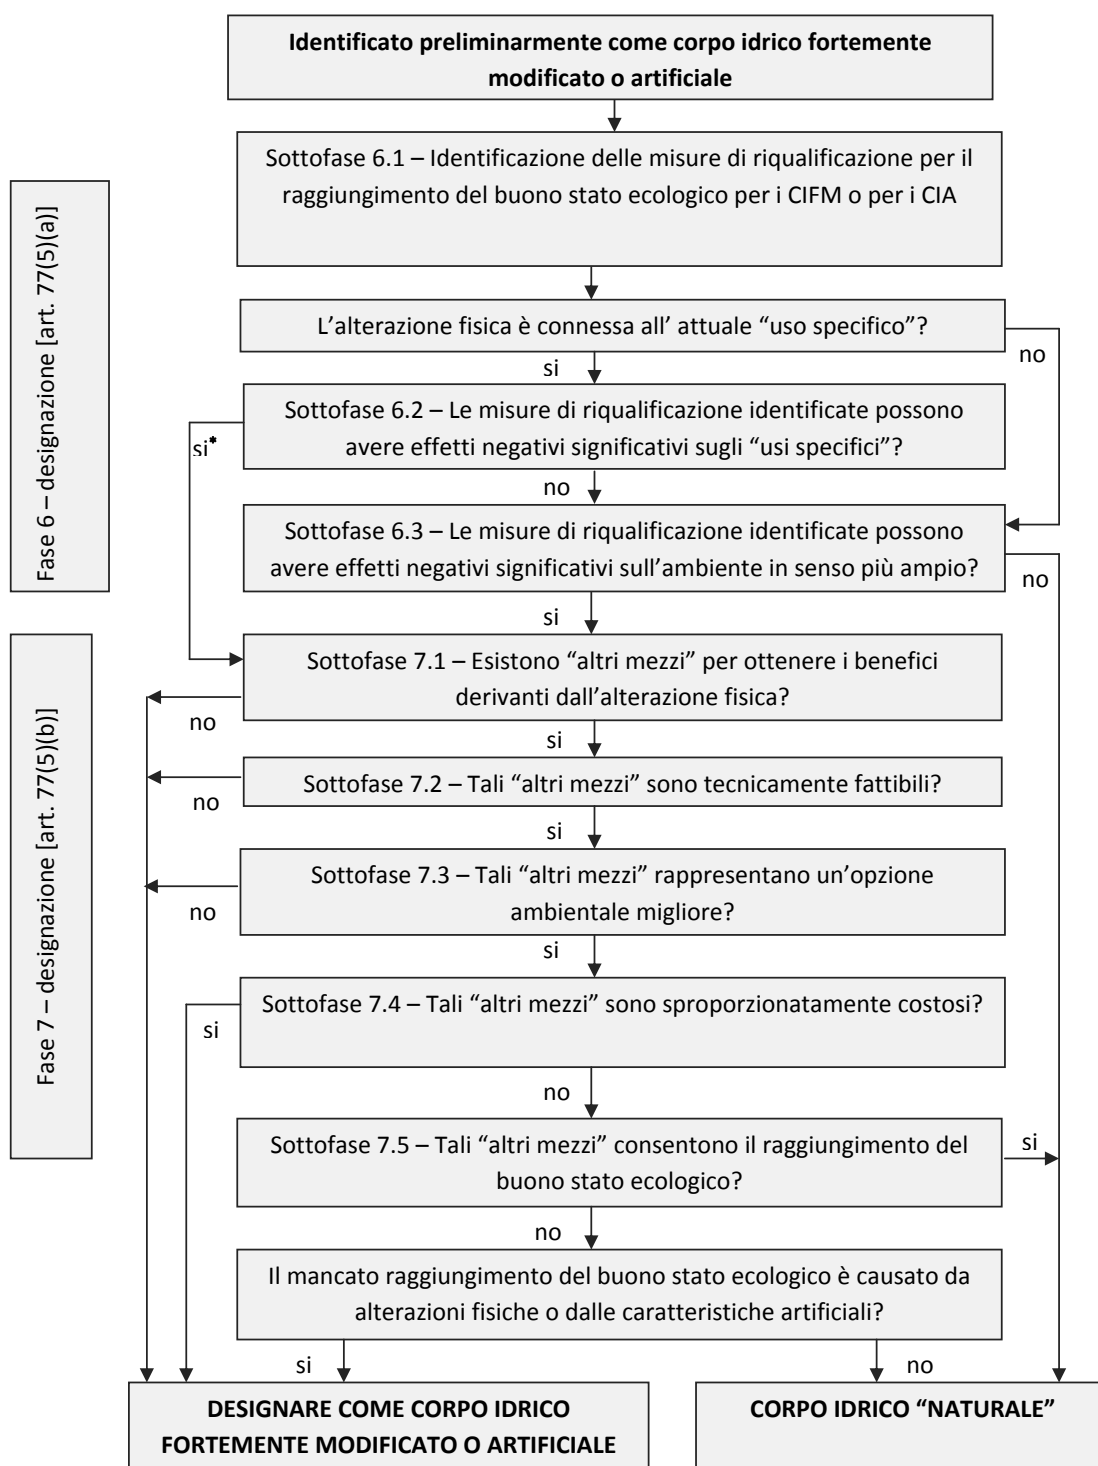 Identificato preliminarmente come corpo idrico fortemente
modificato o artificiale
Sottofase 6.1 – Identificazione delle misure di riqualificazione per il
raggiungimento del buono stato ecologico per i CIFM o per i CIA
Fase 6 – designazione [art. 77(5)(a)]
L’alterazione fisica è connessa all’ attuale “uso specifico”?
no
si
Sottofase 6.2 – Le misure di riqualificazione identificate possono
avere effetti negativi significativi sugli “usi specifici”?
si*
no
Sottofase 6.3 – Le misure di riqualificazione identificate possono
avere effetti negativi significativi sull’ambiente in senso più ampio?
no
si
Fase 7 – designazione [art. 77(5)(b)]
Sottofase 7.1 – Esistono “altri mezzi” per ottenere i benefici
derivanti dall’alterazione fisica?
no
si
Sottofase 7.2 – Tali “altri mezzi” sono tecnicamente fattibili?
no
si
Sottofase 7.3 – Tali “altri mezzi” rappresentano un’opzione
ambientale migliore?
no
si
Sottofase 7.4 – Tali “altri mezzi” sono sproporzionatamente costosi?
si
no
Sottofase 7.5 – Tali “altri mezzi” consentono il raggiungimento del
buono stato ecologico?
si
no
Il mancato raggiungimento del buono stato ecologico è causato da
alterazioni fisiche o dalle caratteristiche artificiali?
si
no
DESIGNARE COME CORPO IDRICO
FORTEMENTE MODIFICATO O ARTIFICIALE
CORPO IDRICO “NATURALE”